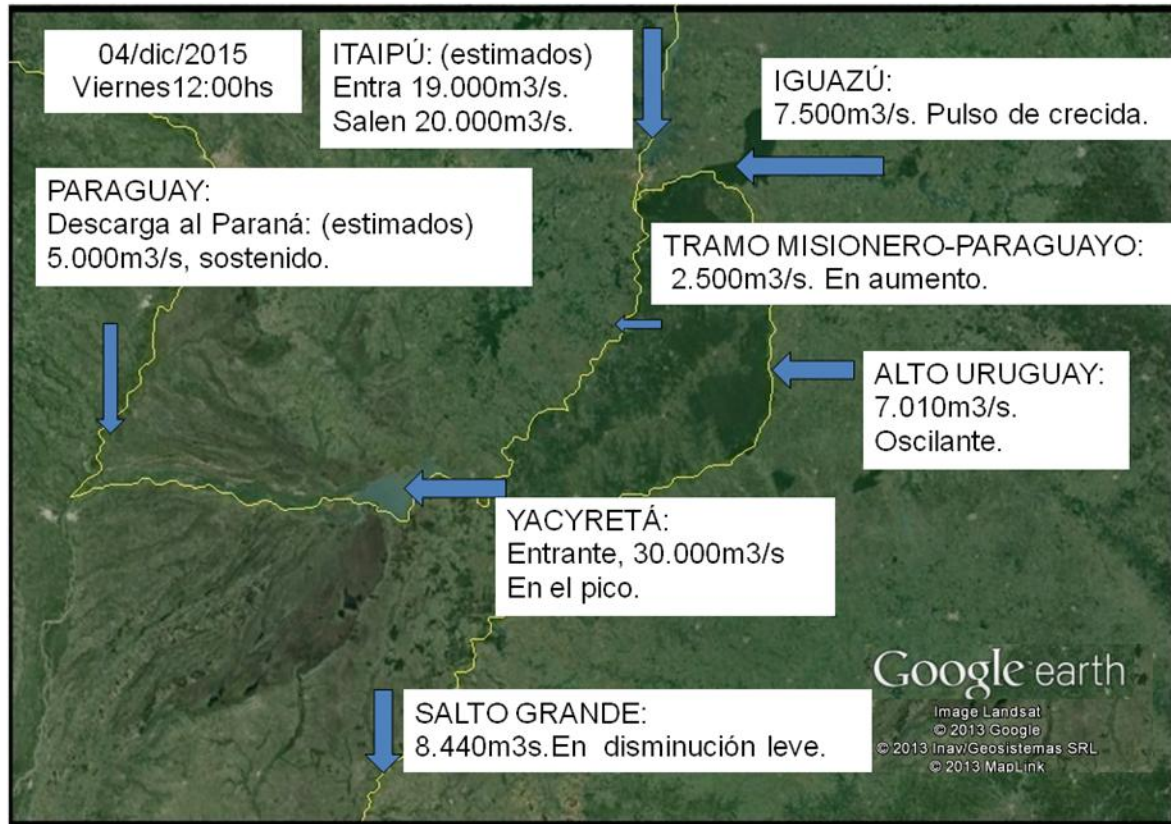 04/dic/2015
Viernes12:00hs
ITAIPÚ: (estimados)
Entra 19.000m3/s.
Salen 20.000m3/s.
IGUAZÚ:
7.500m3/s. Pulso de crecida.
PARAGUAY:
Descarga al Paraná: (estimados)
5.000m3/s, sostenido.
TRAMO MISIONERO-PARAGUAYO:
2.500m3/s. En aumento.
ALTO URUGUAY:
7.010m3/s.
Oscilante.
YACYRETÁ:
Entrante, 30.000m3/s
En el pico.
SALTO GRANDE:
8.440m3s.En disminución leve.
Google earth
Image Landsat
© 2013 Google
© 2013 Inav/Geosistemas SRL
© 2013 MapLink